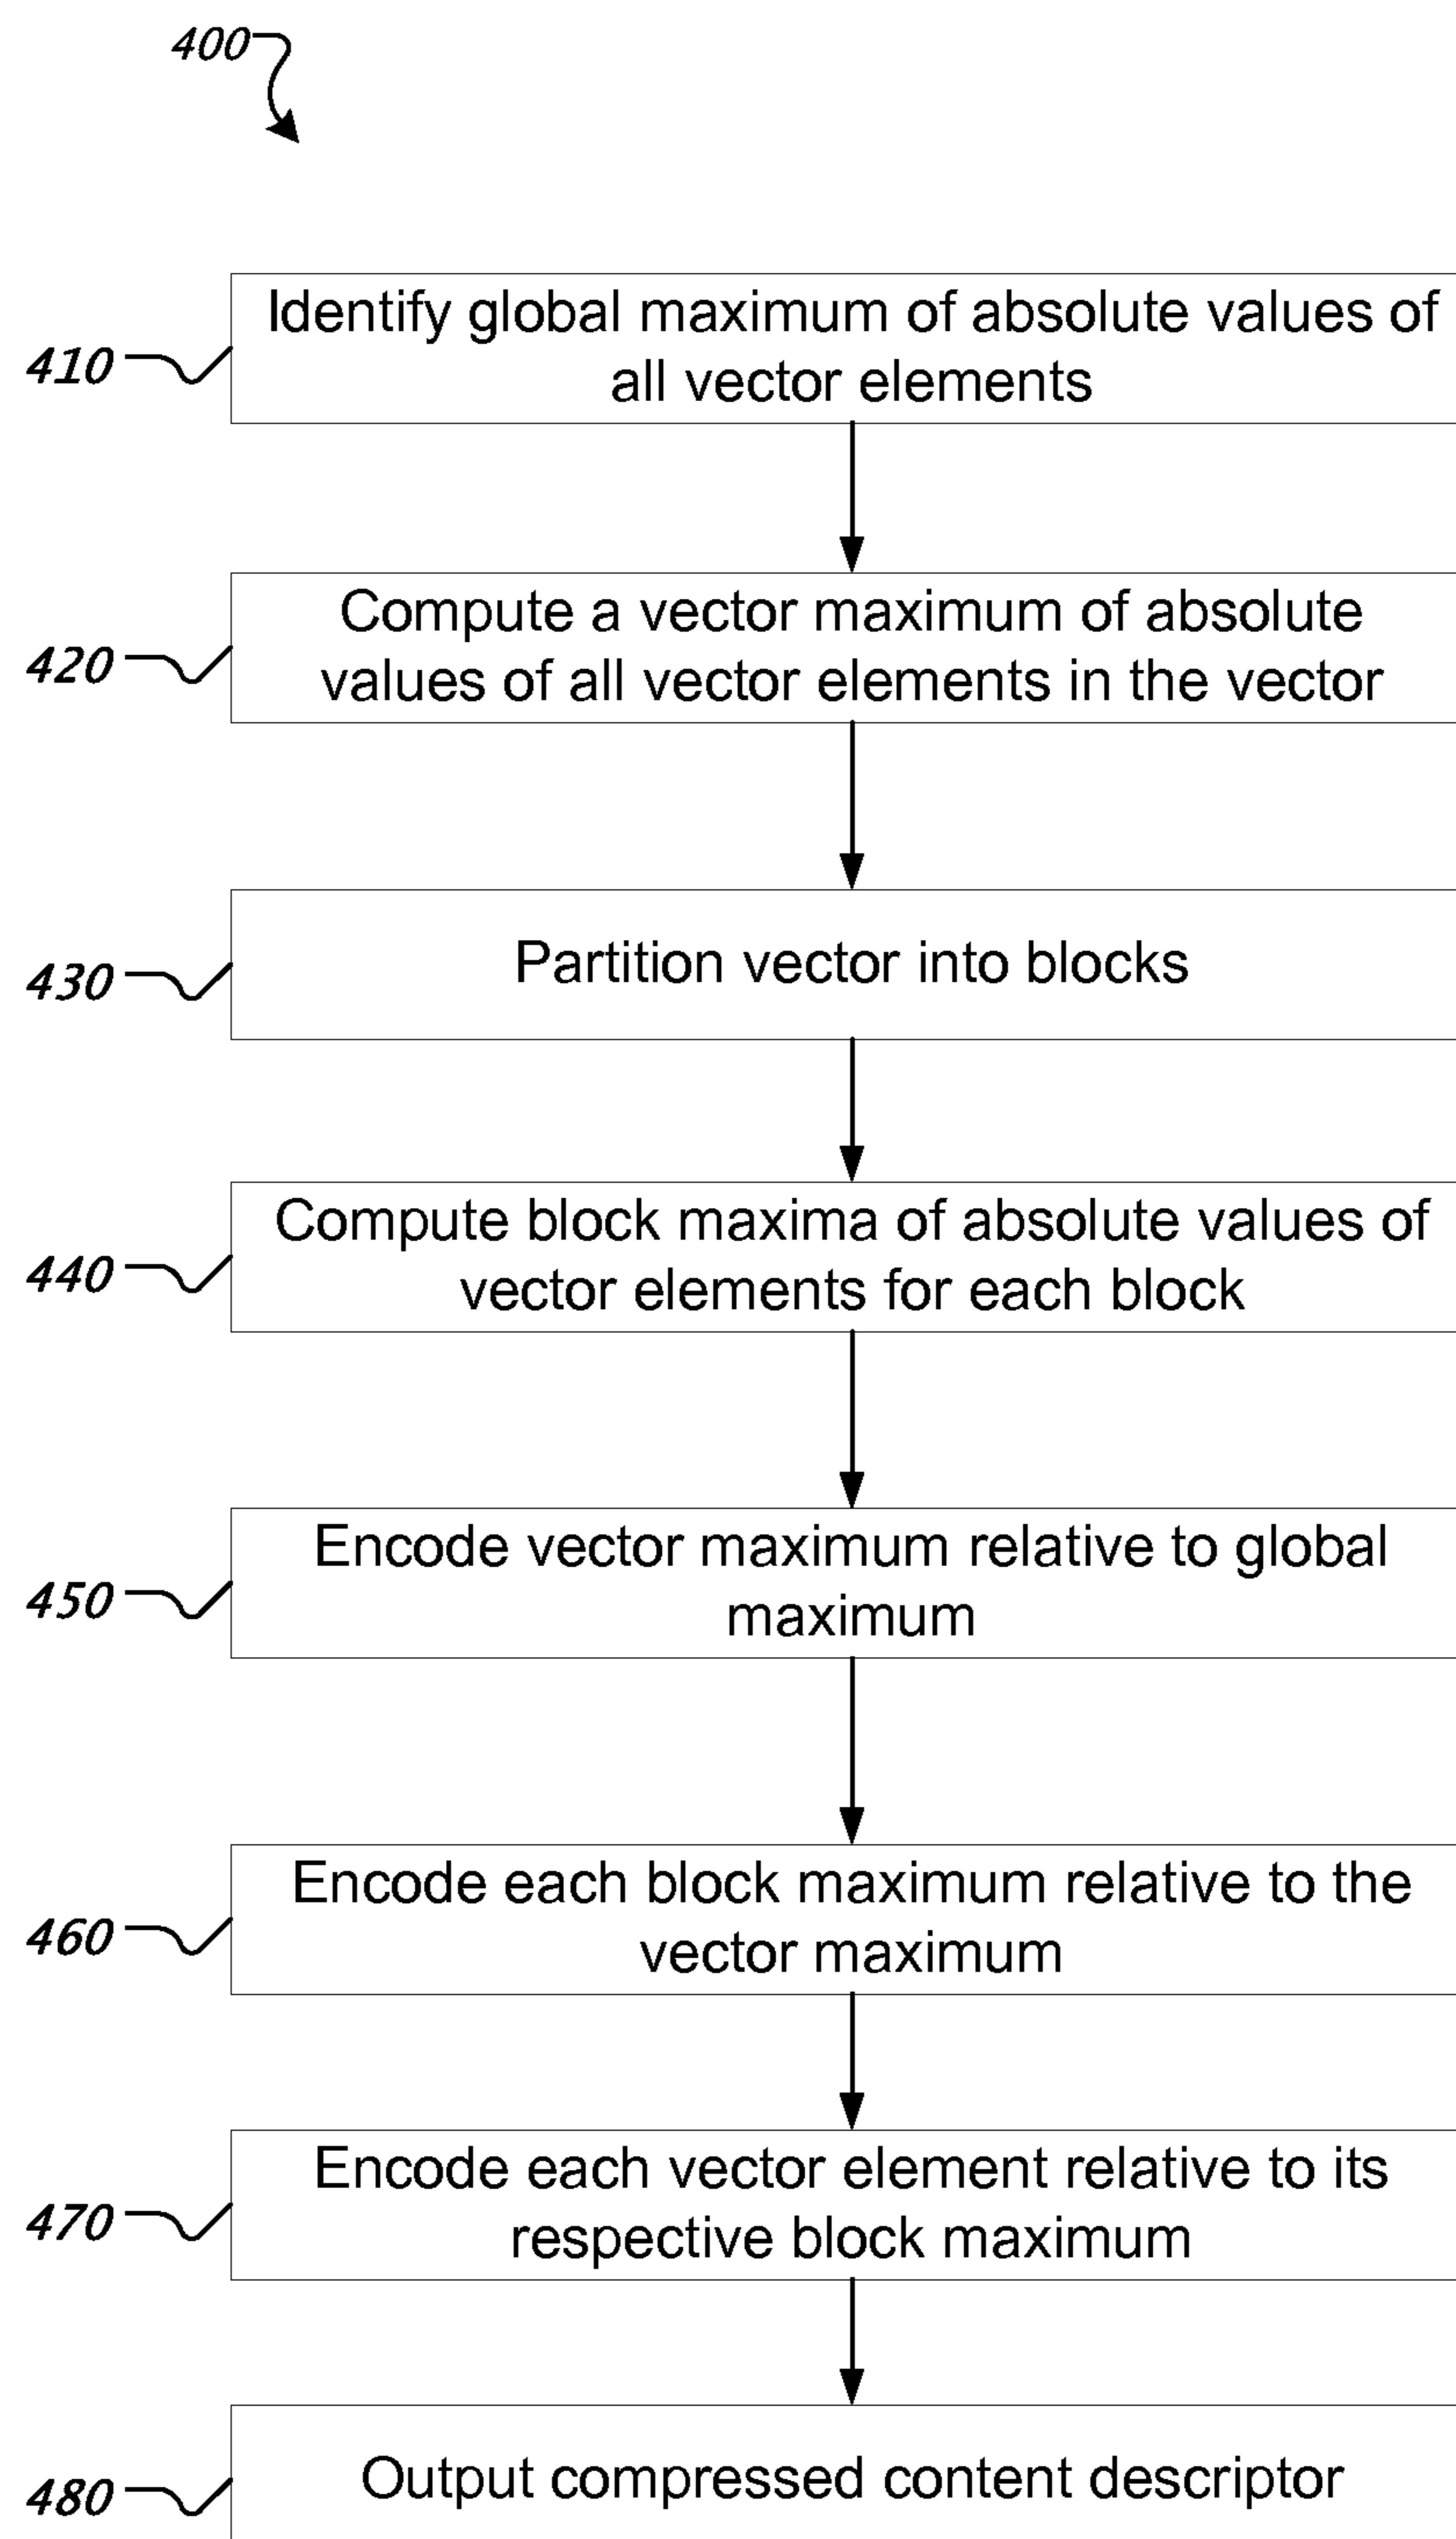 400
410
Identify global maximum of absolute values of
all vector elements
420
Compute a vector maximum of absolute
values of all vector elements in the vector
430
Partition vector into blocks
440
Compute block maxima of absolute values of
vector elements for each block
450
Encode vector maximum relative to global
maximum
460
Encode each block maximum relative to the
vector maximum
470
Encode each vector element relative to its
respective block maximum
480
Output compressed content descriptor